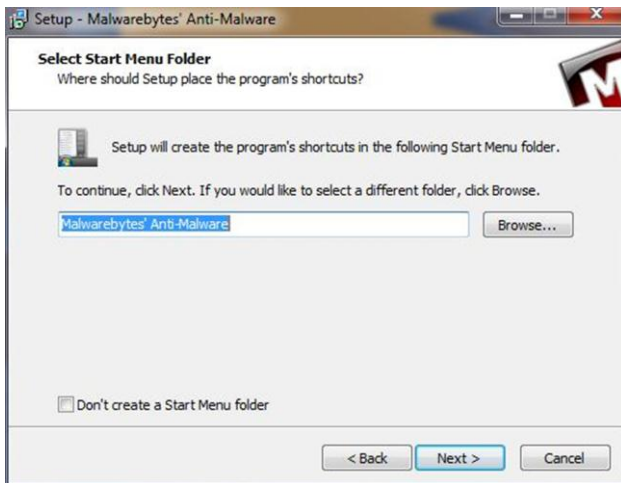 Setup - Malwarebytes' Anti-Malware
Select Start Menu Folder
Where should Setup place the program's shortcuts?
M
Setup will create the program's shortcuts in the following Start Menu folder.
To continue, click Next. If you would like to select a different folder, click Browse.
Malwarebytes' Anti-Malware
Browse...
Don't create a Start Menu folder
< Back
Next >
Cancel